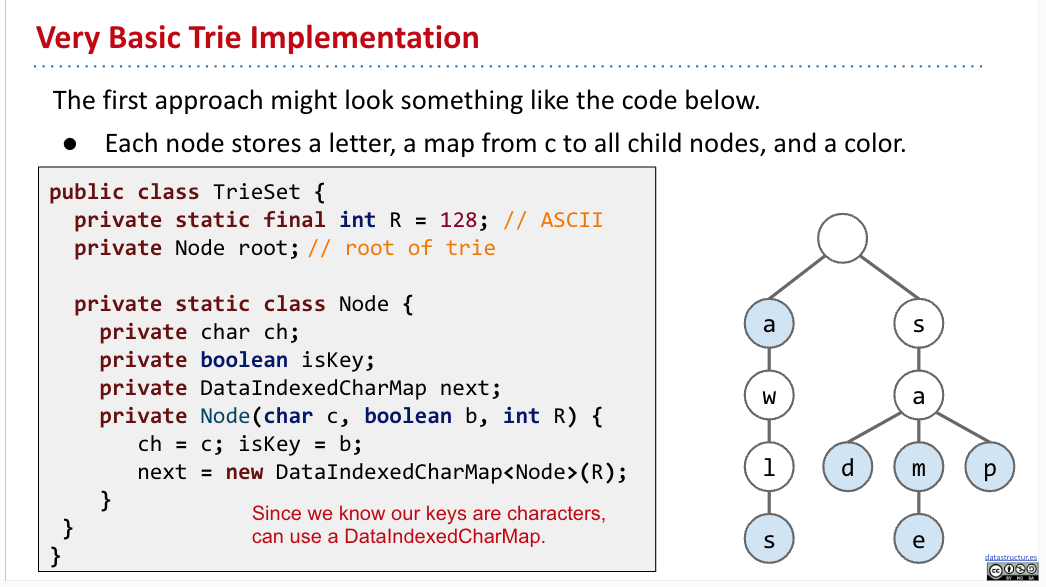 Very Basic Trie Implementation
The first approach might look something like the code below.
● Each node stores a letter, a map from c to all child nodes, and a color.
public class TrieSet {
private static final int R = 128; // ASCII
private Node root; // root of trie
private static class Node {
private char ch;
private boolean isKey;
private DataIndexedCharMap next;
private Node(char c, boolean b, int R) {
ch = c; isKey = b;
next = new DataIndexedCharMap<Node>(R);
}
}
}
Since we know our keys are characters,
can use a DataIndexedCharMap.
a s
w a
l d m p
s e
datastructur.es
cc
BY NC SA